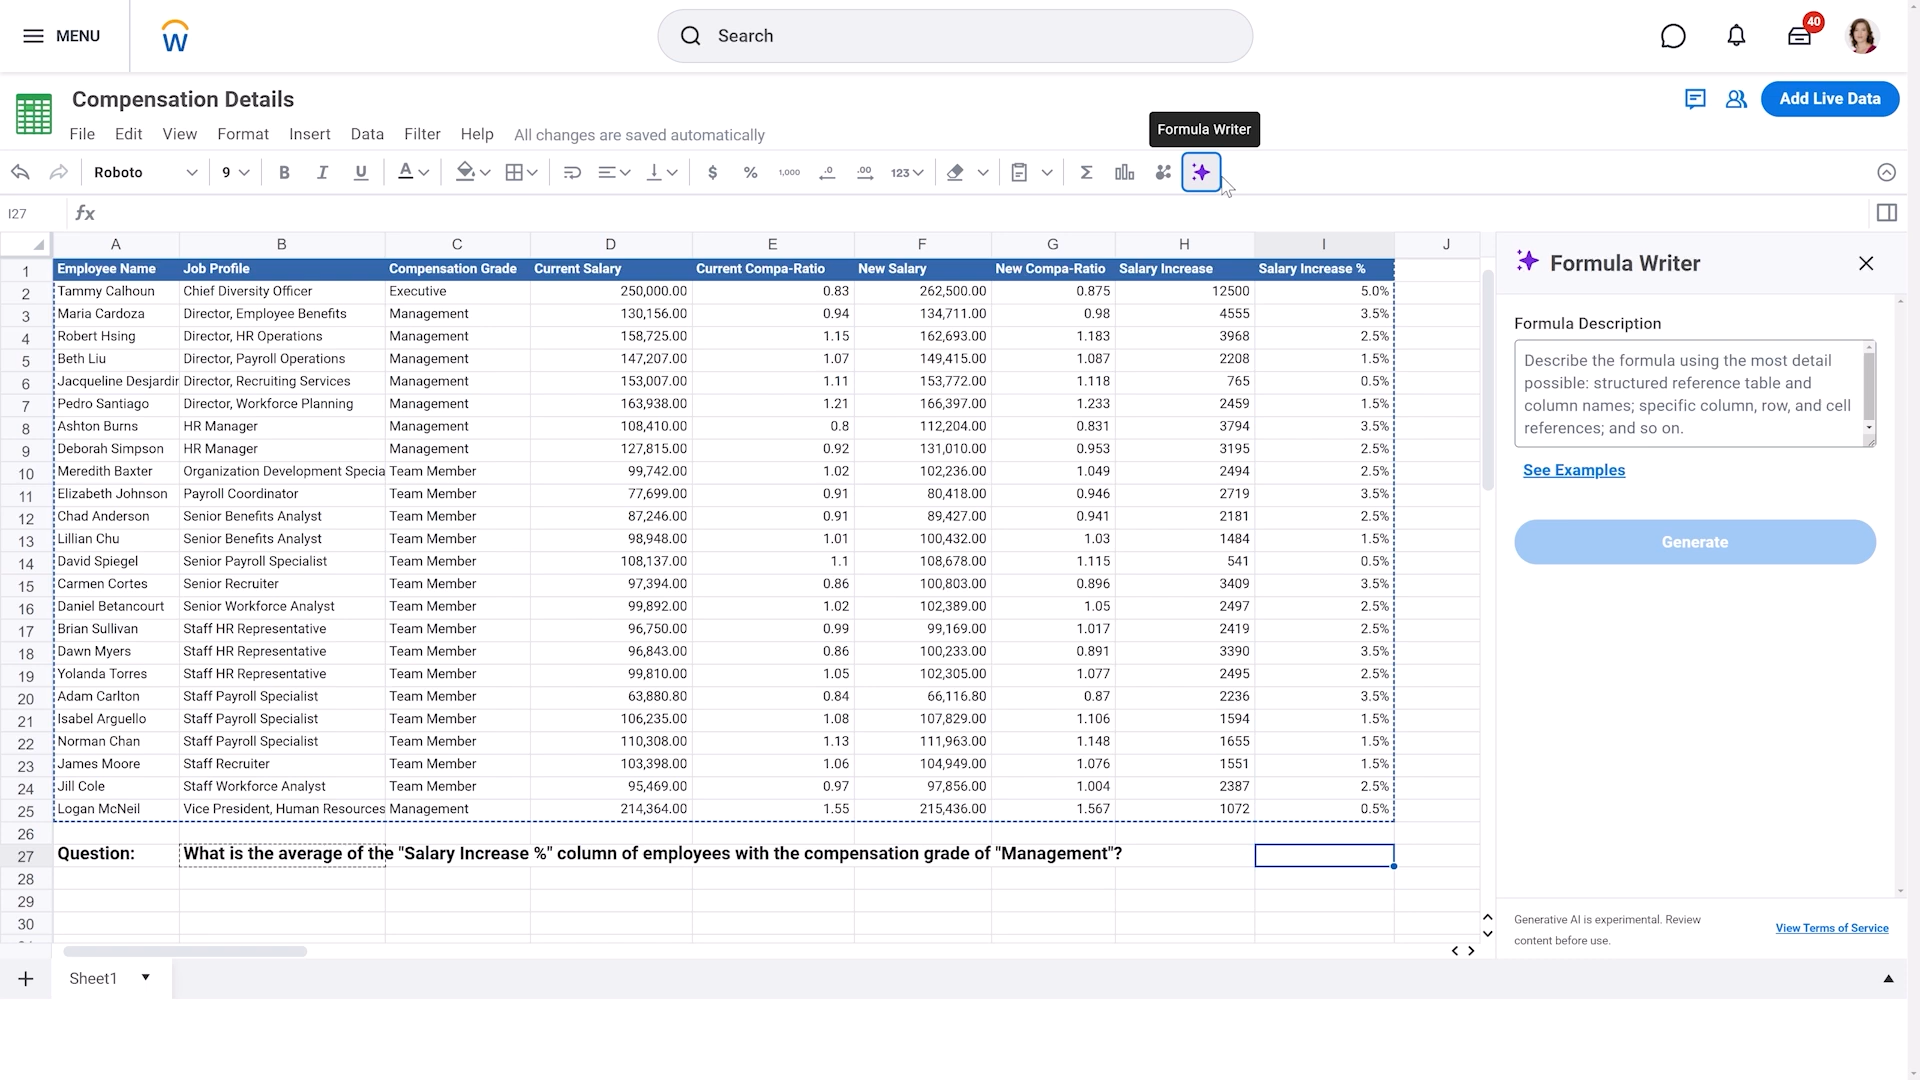 MENU
W
Search
40
Compensation Details
Add Live Data
File Edit View Format Insert Data Filter Help All changes are saved automatically
Formula Writer
Roboto 9 B I U A $ % 1,000 .0 .00 123 Σ
I27 fx
A B C D E F G H I J
1 Employee Name Job Profile Compensation Grade Current Salary Current Compa-Ratio New Salary New Compa-Ratio Salary Increase Salary Increase %
2 Tammy Calhoun Chief Diversity Officer Executive 250,000.00 0.83 262,500.00 0.875 12500 5.0%
3 Maria Cardoza Director, Employee Benefits Management 130,156.00 0.94 134,711.00 0.98 4555 3.5%
4 Robert Hsing Director, HR Operations Management 158,725.00 1.15 162,693.00 1.183 3968 2.5%
5 Beth Liu Director, Payroll Operations Management 147,207.00 1.07 149,415.00 1.087 2208 1.5%
6 Jacqueline Desjardir Director, Recruiting Services Management 153,007.00 1.11 153,772.00 1.118 765 0.5%
7 Pedro Santiago Director, Workforce Planning Management 163,938.00 1.21 166,397.00 1.233 2459 1.5%
8 Ashton Burns HR Manager Management 108,410.00 0.8 112,204.00 0.831 3794 3.5%
9 Deborah Simpson HR Manager Management 127,815.00 0.92 131,010.00 0.953 3195 2.5%
10 Meredith Baxter Organization Development Specia Team Member 99,742.00 1.02 102,236.00 1.049 2494 2.5%
11 Elizabeth Johnson Payroll Coordinator Team Member 77,699.00 0.91 80,418.00 0.946 2719 3.5%
12 Chad Anderson Senior Benefits Analyst Team Member 87,246.00 0.91 89,427.00 0.941 2181 2.5%
13 Lillian Chu Senior Benefits Analyst Team Member 98,948.00 1.01 100,432.00 1.03 1484 1.5%
14 David Spiegel Senior Payroll Specialist Team Member 108,137.00 1.1 108,678.00 1.115 541 0.5%
15 Carmen Cortes Senior Recruiter Team Member 97,394.00 0.86 100,803.00 0.896 3409 3.5%
16 Daniel Betancourt Senior Workforce Analyst Team Member 99,892.00 1.02 102,389.00 1.05 2497 2.5%
17 Brian Sullivan Staff HR Representative Team Member 96,750.00 0.99 99,169.00 1.017 2419 2.5%
18 Dawn Myers Staff HR Representative Team Member 96,843.00 0.86 100,233.00 0.891 3390 3.5%
19 Yolanda Torres Staff HR Representative Team Member 99,810.00 1.05 102,305.00 1.077 2495 2.5%
20 Adam Carlton Staff Payroll Specialist Team Member 63,880.80 0.84 66,116.80 0.87 2236 3.5%
21 Isabel Arguello Staff Payroll Specialist Team Member 106,235.00 1.08 107,829.00 1.106 1594 1.5%
22 Norman Chan Staff Payroll Specialist Team Member 110,308.00 1.13 111,963.00 1.148 1655 1.5%
23 James Moore Staff Recruiter Team Member 103,398.00 1.06 104,949.00 1.076 1551 1.5%
24 Jill Cole Staff Workforce Analyst Team Member 95,469.00 0.97 97,856.00 1.004 2387 2.5%
25 Logan McNeil Vice President, Human Resources Management 214,364.00 1.55 215,436.00 1.567 1072 0.5%
26
27 Question: What is the average of the "Salary Increase %" column of employees with the compensation grade of "Management"?
28
29
30
Sheet1
Formula Writer
Formula Description
Describe the formula using the most detail
possible: structured reference table and
column names; specific column, row, and cell
references; and so on.
See Examples
Generate
Generative AI is experimental. Review
content before use.
View Terms of Service